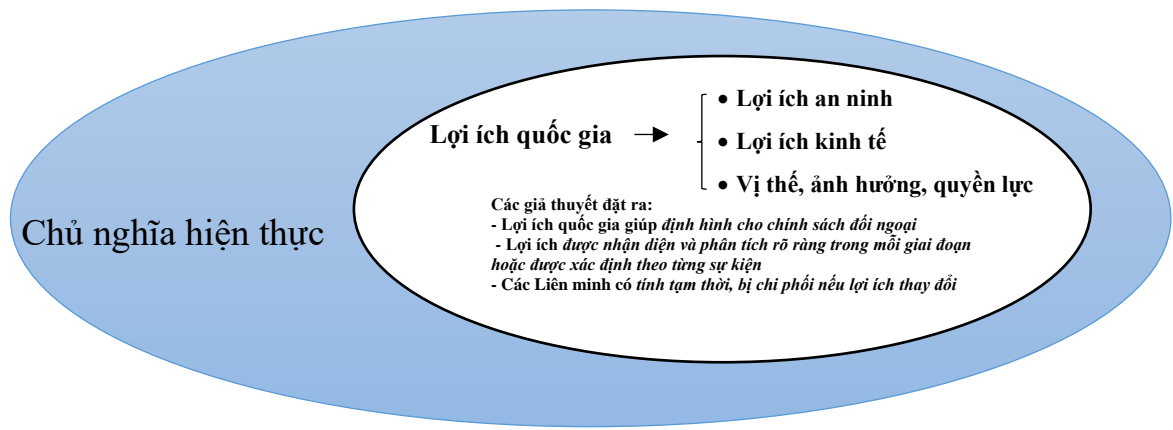 Chủ nghĩa hiện thực
Lợi ích quốc gia →
• Lợi ích an ninh
• Lợi ích kinh tế
• Vị thế, ảnh hưởng, quyền lực
Các giả thuyết đặt ra:
- Lợi ích quốc gia giúp định hình cho chính sách đối ngoại
- Lợi ích được nhận diện và phân tích rõ ràng trong mỗi giai đoạn
hoặc được xác định theo từng sự kiện
- Các Liên minh có tính tạm thời, bị chi phối nếu lợi ích thay đổi